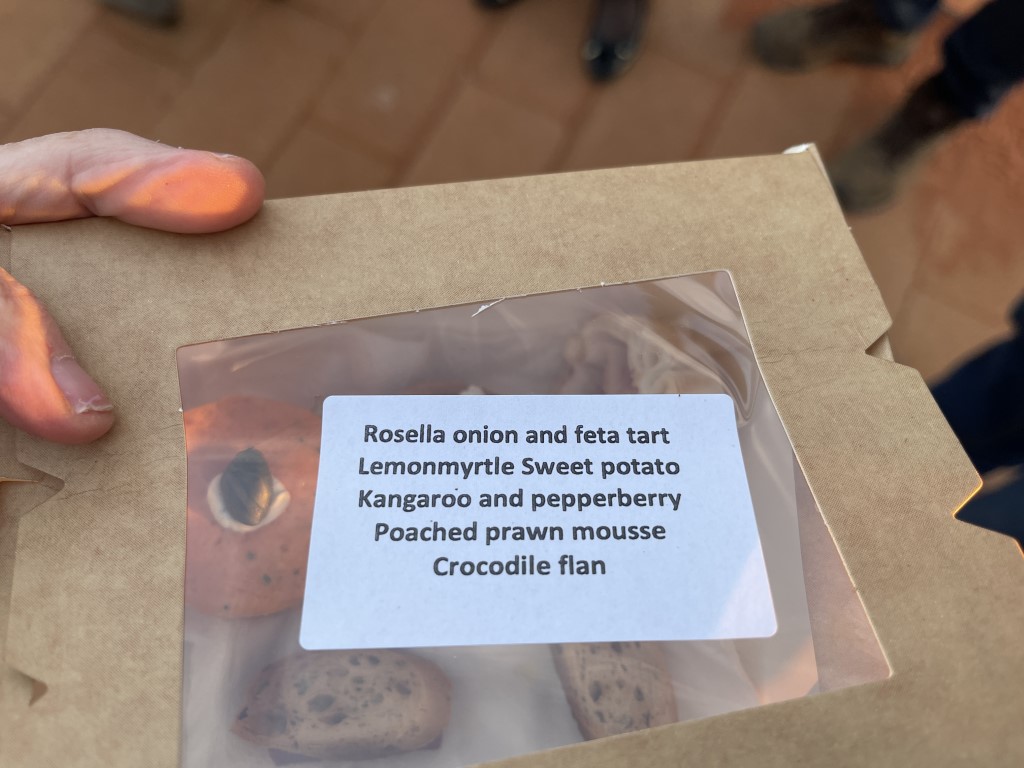 Rosella onion and feta tart
Lemonmyrtle Sweet potato
Kangaroo and pepperberry
Poached prawn mousse
Crocodile flan